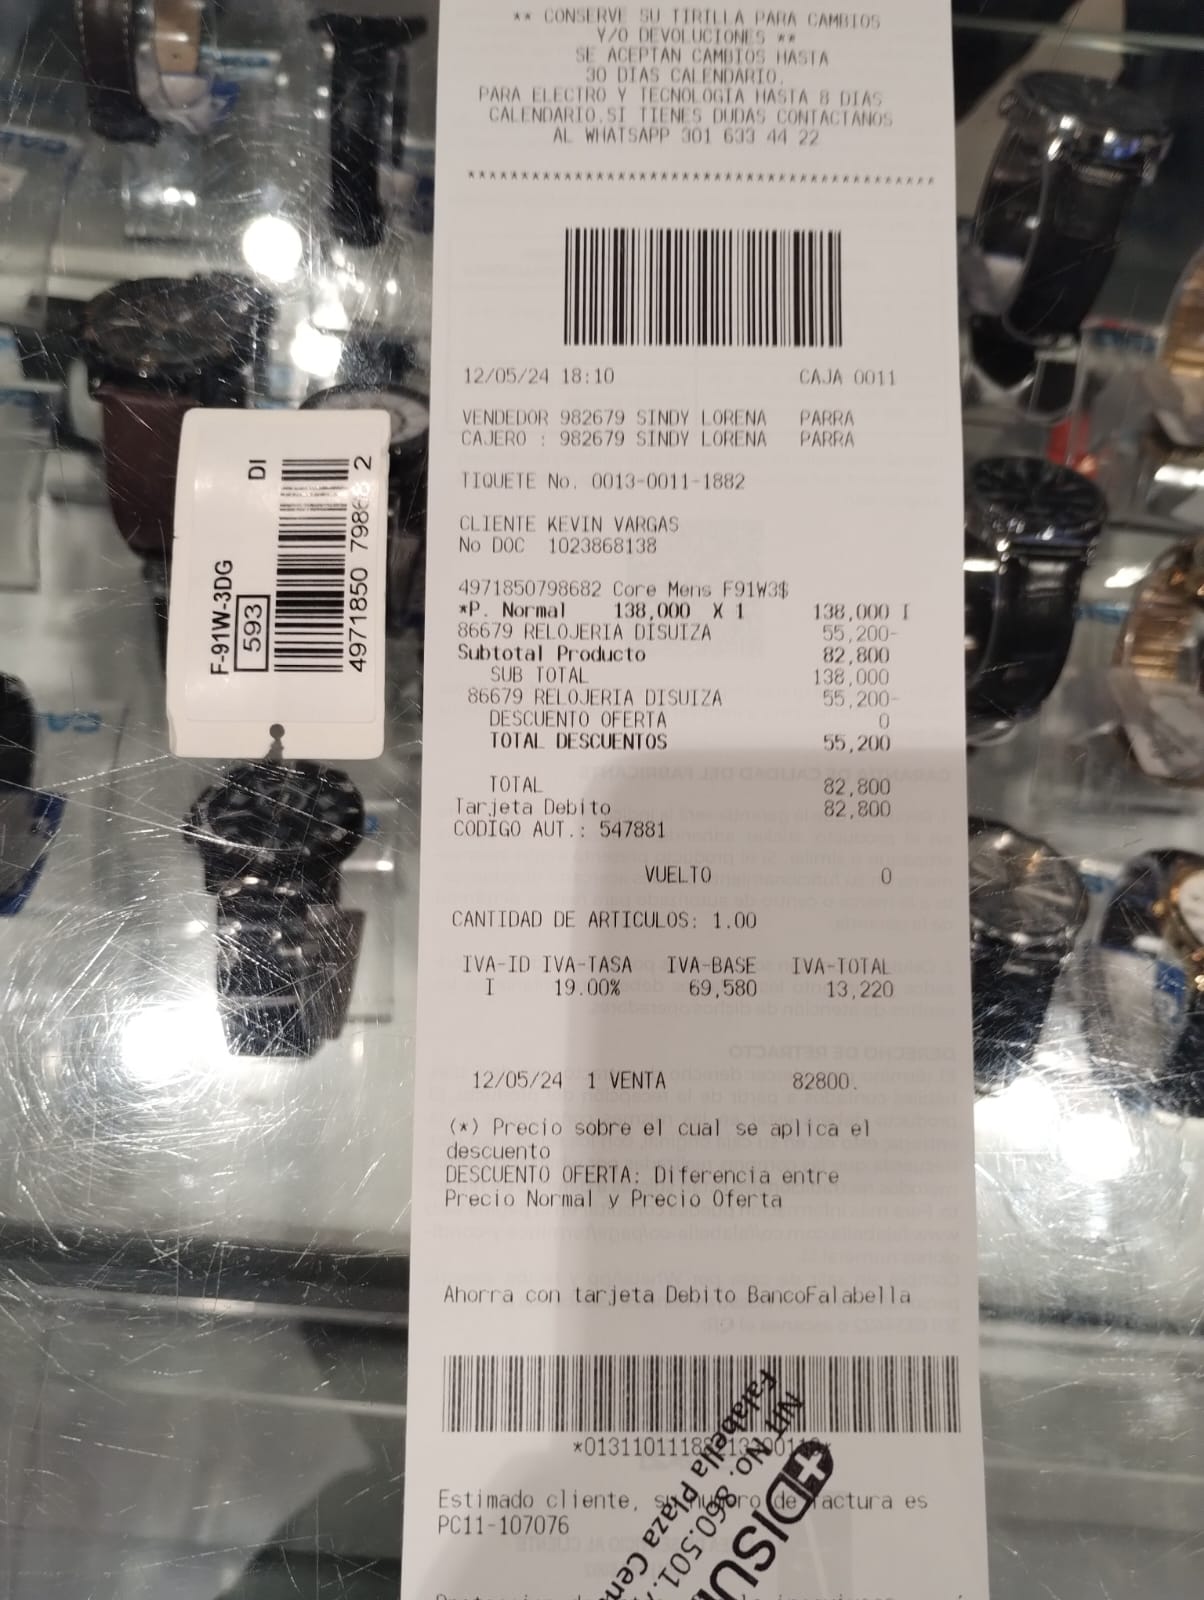 ** CONSERVE SU TIRILLA PARA CAMBIOS
Y/O DEVOLUCIONES **
SE ACEPTAN CAMBIOS HASTA
30 DIAS CALENDARIO.
PARA ELECTRO Y TECNOLOGIA HASTA 8 DIAS
CALENDARIO.SI TIENES DUDAS CONTACTANOS
AL WHATSAPP 301 633 44 22
12/05/24 18:10 CAJA 0011
VENDEDOR 982679 SINDY LORENA PARRA
CAJERO : 982679 SINDY LORENA PARRA
TIQUETE No. 0013-0011-1882
CLIENTE KEVIN VARGAS
No DOC 1023868138
4971850798682 Core Mens F91W3$
*P. Normal 138,000 X 1 138,000 I
86679 RELOJERIA DISUIZA 55,200-
Subtotal Producto 82,800
SUB TOTAL 138,000
86679 RELOJERIA DISUIZA 55,200-
DESCUENTO OFERTA 0
TOTAL DESCUENTOS 55,200
TOTAL 82,800
Tarjeta Debito 82,800
CODIGO AUT.: 547881
VUELTO 0
CANTIDAD DE ARTICULOS: 1.00
IVA-ID IVA-TASA IVA-BASE IVA-TOTAL
I 19.00% 69,580 13,220
12/05/24 1 VENTA 82800.
(*) Precio sobre el cual se aplica el
descuento
DESCUENTO OFERTA: Diferencia entre
Precio Normal y Precio Oferta
Ahorra con tarjeta Debito BancoFalabella
Estimado cliente, su numero de factura es
PC11-107076
NIT No. 860.501.
Falabella Plaza
F-91W-3DG
593
DI
4971850 798682